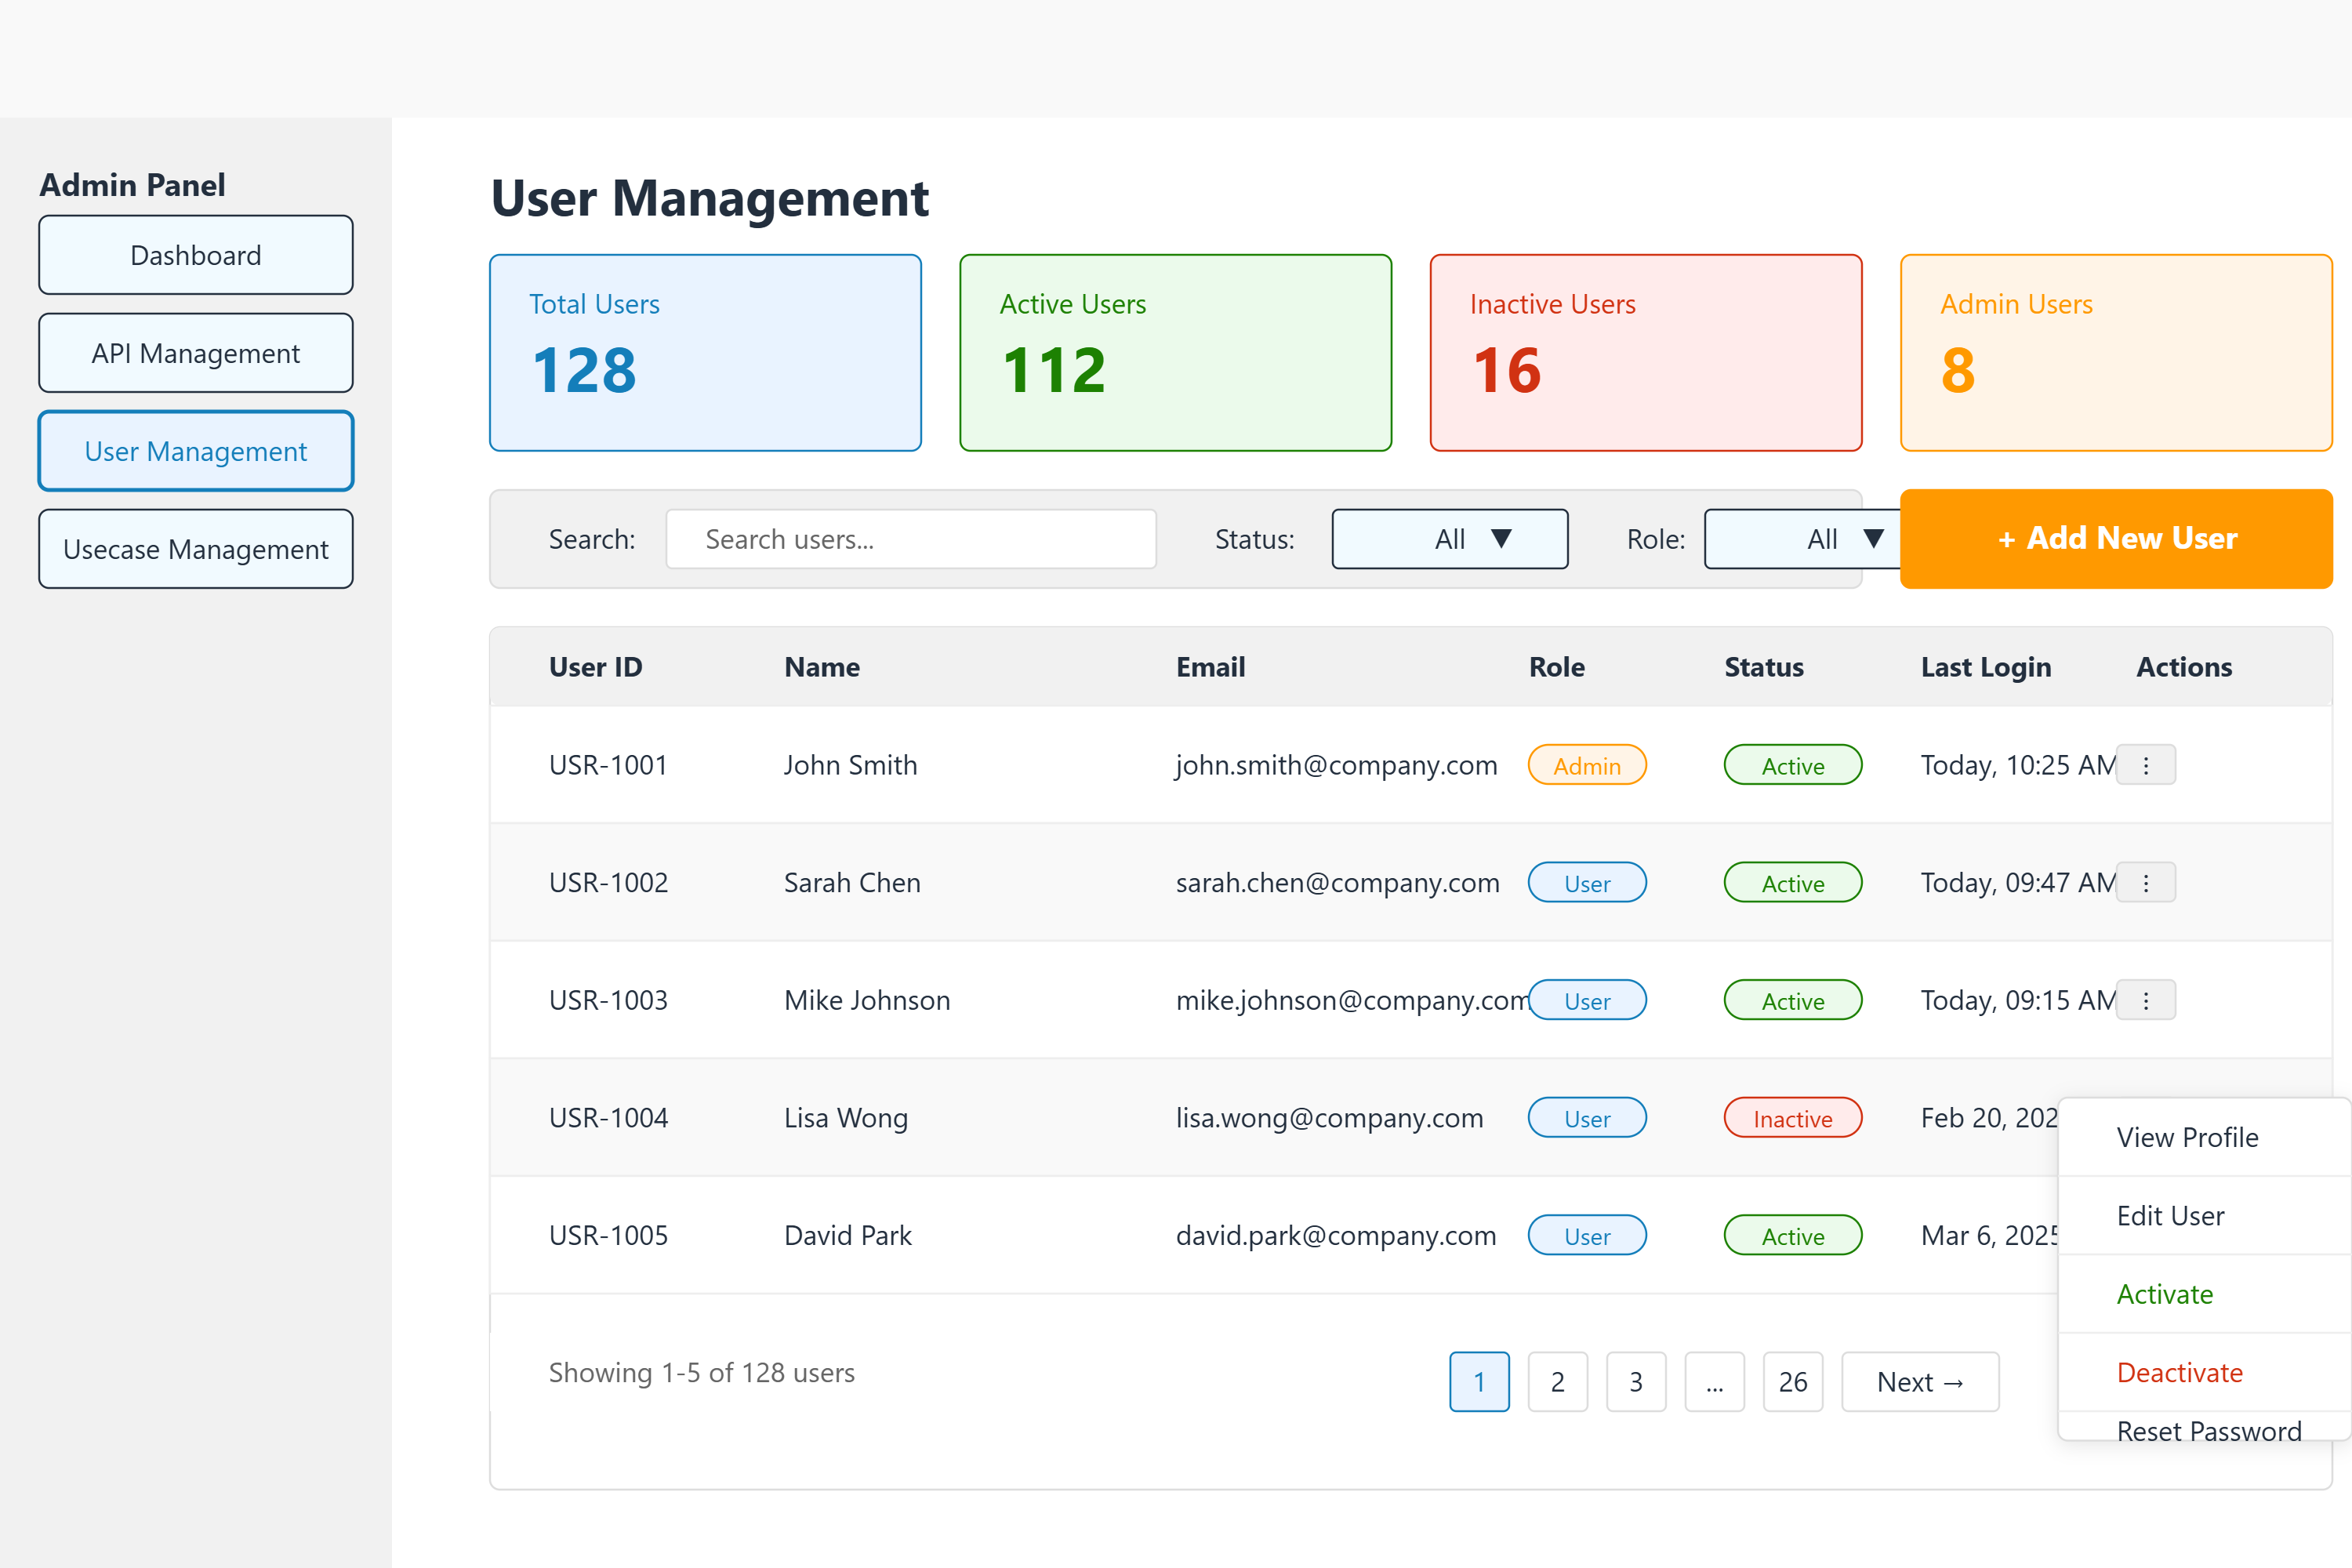 Admin Panel
Dashboard
API Management
User Management
Usecase Management
User Management
Total Users
128
Active Users
112
Inactive Users
16
Admin Users
8
Search: Search users... Status: All ▼ Role: All ▼ + Add New User
User ID Name Email Role Status Last Login Actions
USR-1001 John Smith john.smith@company.com Admin Active Today, 10:25 AM ⋮
USR-1002 Sarah Chen sarah.chen@company.com User Active Today, 09:47 AM ⋮
USR-1003 Mike Johnson mike.johnson@company.com User Active Today, 09:15 AM ⋮
USR-1004 Lisa Wong lisa.wong@company.com User Inactive Feb 20, 202
USR-1005 David Park david.park@company.com User Active Mar 6, 2025
View Profile
Edit User
Activate
Deactivate
Reset Password
Showing 1-5 of 128 users 1 2 3 ... 26 Next →